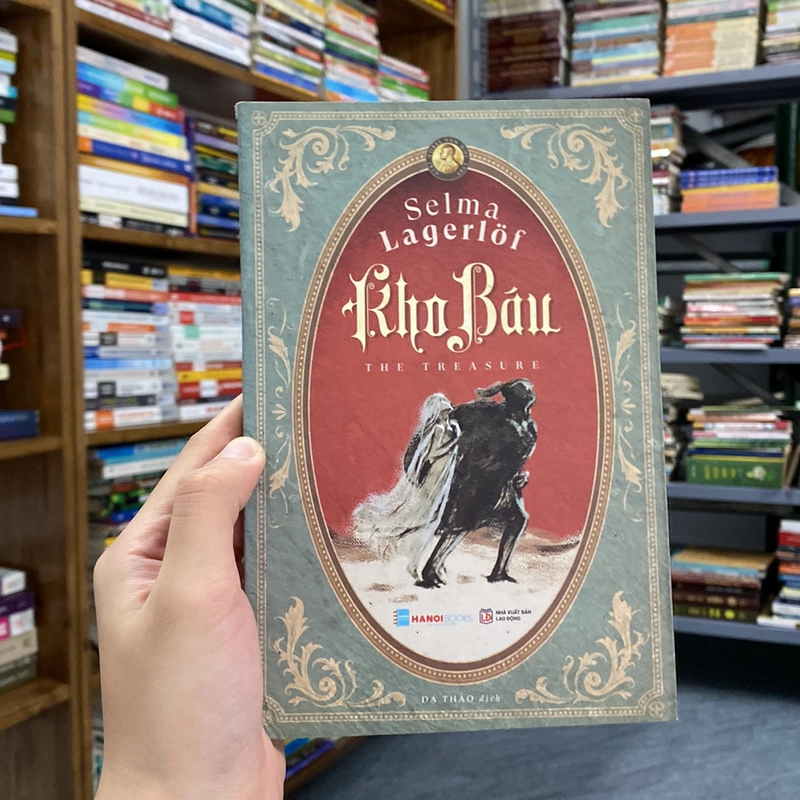 Selma
Lagerlöf
Kho Báu
THE TREASURE
HANOIBOOKS
NHÀ XUẤT BẢN
LAO ĐỘNG
DẠ THẢO dịch